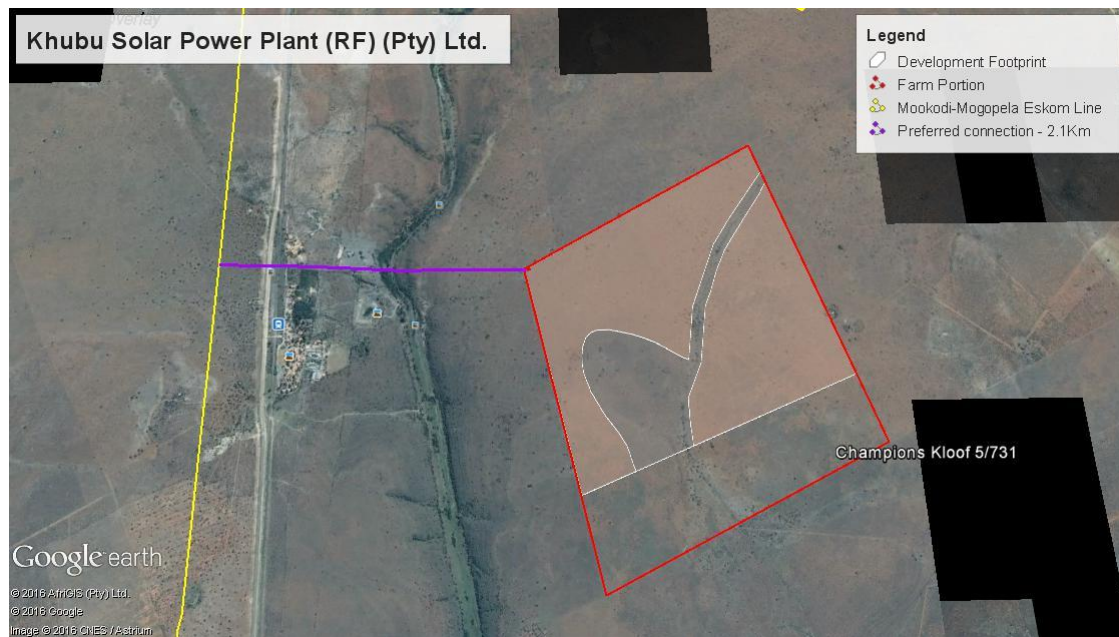 Overlay
Khubu Solar Power Plant (RF) (Pty) Ltd.
Legend
Development Footprint
Farm Portion
Mookodi-Mogopela Eskom Line
Preferred connection - 2.1Km
Champions Kloof 5/731
Google earth
© 2016 AfriGIS (Pty) Ltd.
© 2016 Google
Image © 2016 CNES / Astrium